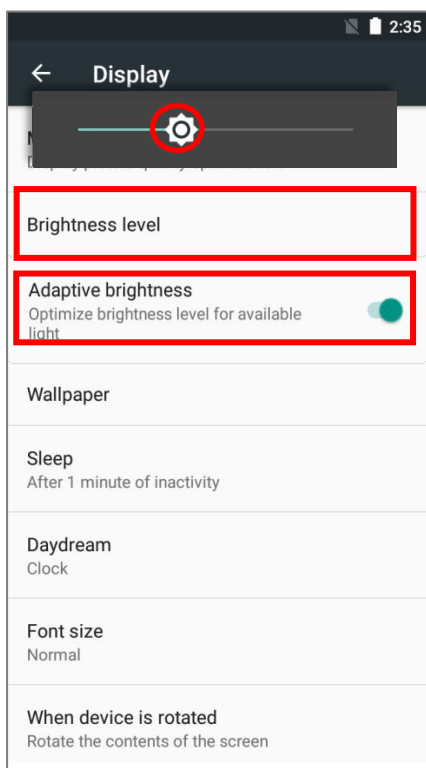 2:35
Display
Brightness level
Adaptive brightness
Optimize brightness level for available
light
Wallpaper
Sleep
After 1 minute of inactivity
Daydream
Clock
Font size
Normal
When device is rotated
Rotate the contents of the screen